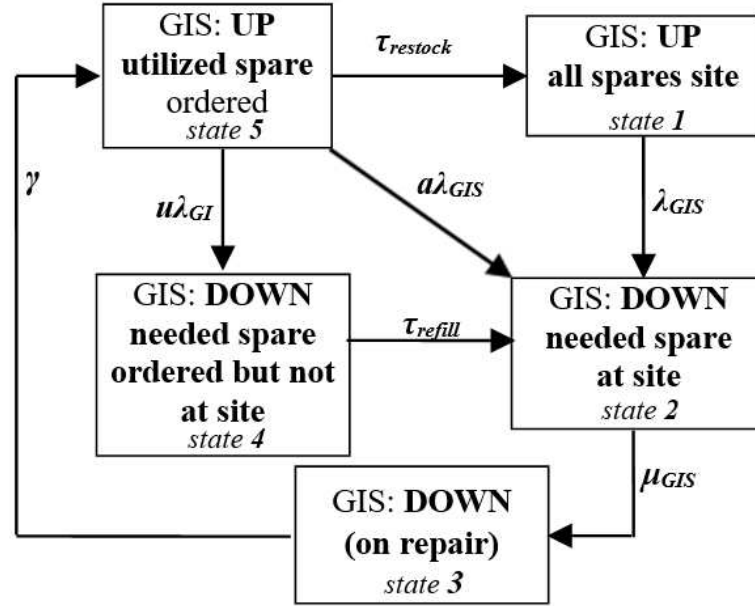 GIS: UP
utilized spare
ordered
state 5
τrestock
GIS: UP
all spares site
state 1
γ
uλGI
aλGIS
λGIS
GIS: DOWN
needed spare
ordered but not
at site
state 4
τrefill
GIS: DOWN
needed spare
at site
state 2
μGIS
GIS: DOWN
(on repair)
state 3